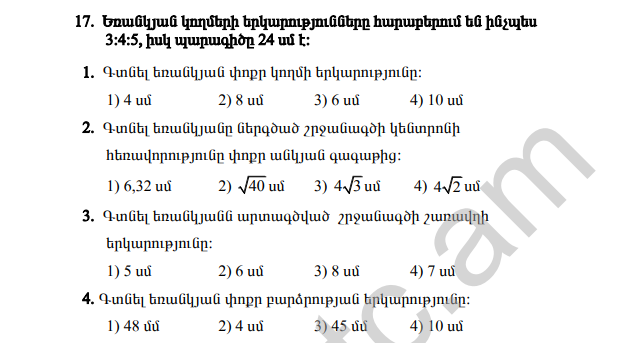 17. Եռանկյան կողմերի երկարությունները հարաբերում են ինչպես
3:4:5, իսկ պարագիծը 24 սմ է:
1. Գտնել եռանկյան փոքր կողմի երկարությունը:
1) 4 սմ 2) 8 սմ 3) 6 սմ 4) 10 սմ
2. Գտնել եռանկյանը ներգծած շրջանագծի կենտրոնի
հեռավորությունը փոքր անկյան գագաթից:
1) 6,32 սմ 2) √40 սմ 3) 4√3 սմ 4) 4√2 սմ
3. Գտնել եռանկյանն արտագծված շրջանագծի շառավղի
երկարությունը:
1) 5 սմ 2) 6 սմ 3) 8 սմ 4) 7 սմ
4. Գտնել եռանկյան փոքր բարձրության երկարությունը:
1) 48 մմ 2) 4 սմ 3) 45 մմ 4) 10 սմ
tc.am